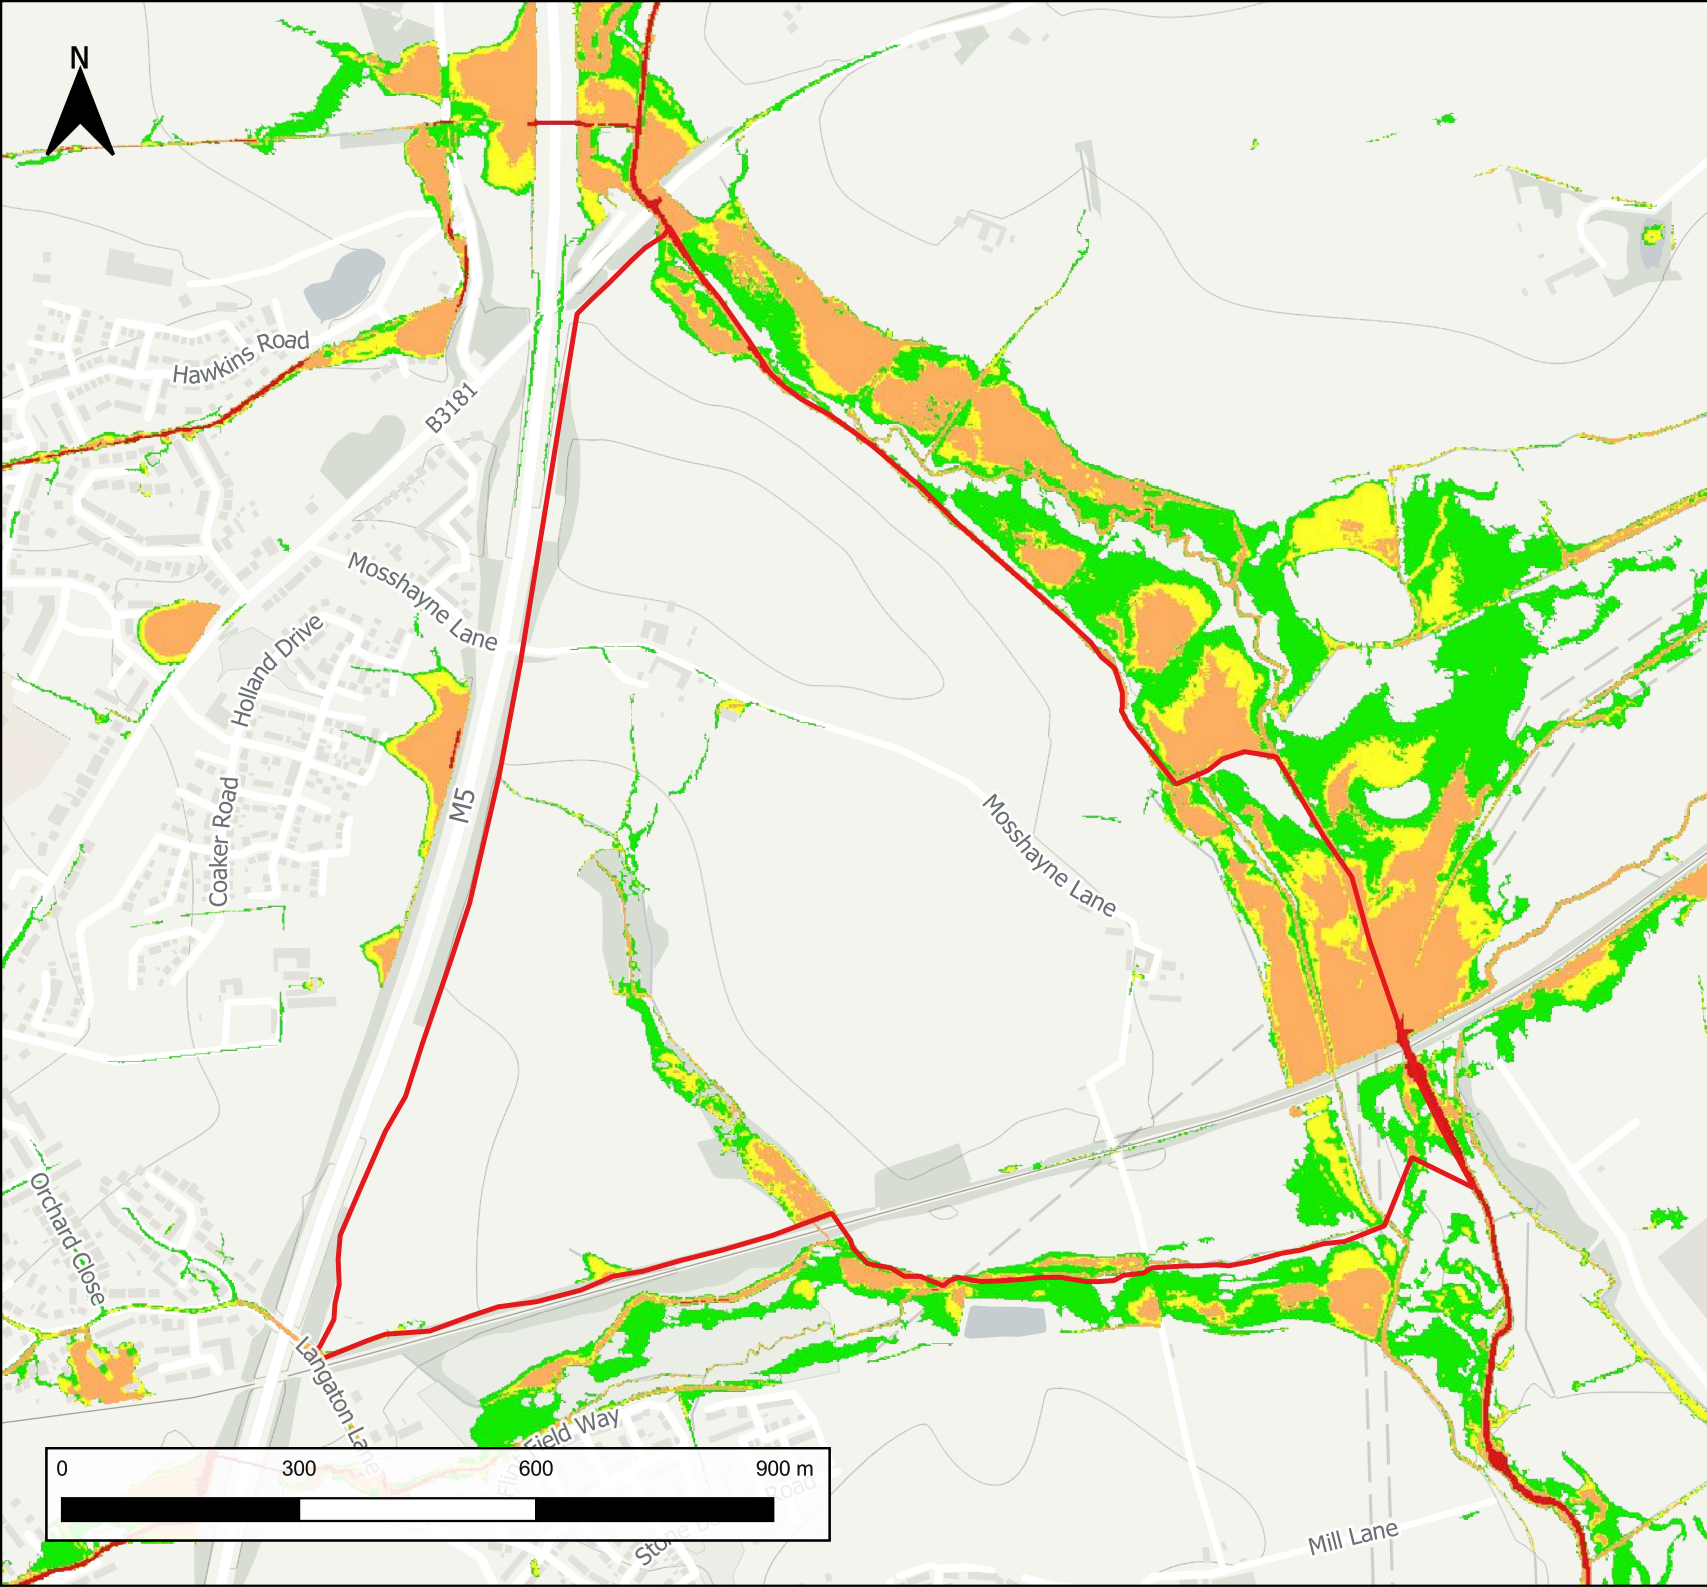 N
Hawkins Road
B3181
Mosshayne Lane
Holland Drive
Coaker Road
M5
Mosshayne Lane
Orchard Close
Langaton Lane
Field Way
Road
0 300 600 900 m
Mill Lane